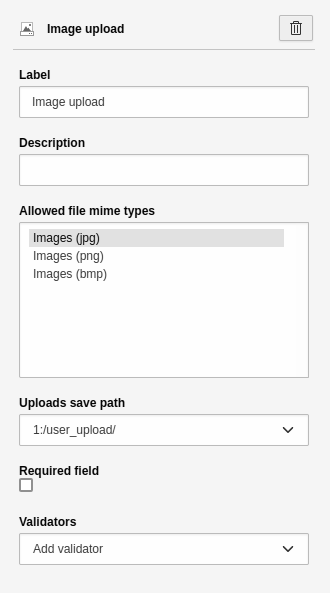 Image upload
Label
Image upload
Description
Allowed file mime types
Images (jpg)
Images (png)
Images (bmp)
Uploads save path
1:/user_upload/
Required field
Validators
Add validator